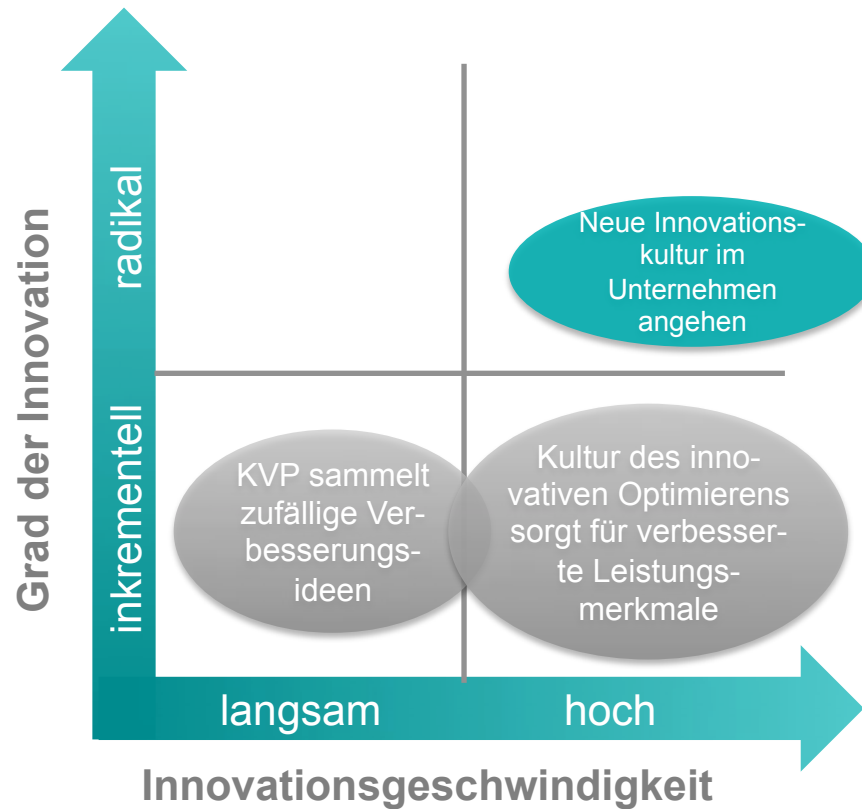 Grad der Innovation
radikal
inkrementell
Neue Innovations-
kultur im
Unternehmen
angehen
KVP sammelt
zufällige Ver-
besserungs-
ideen
Kultur des inno-
vativen Optimierens
sorgt für verbesser-
te Leistungs-
merkmale
langsam
hoch
Innovationsgeschwindigkeit